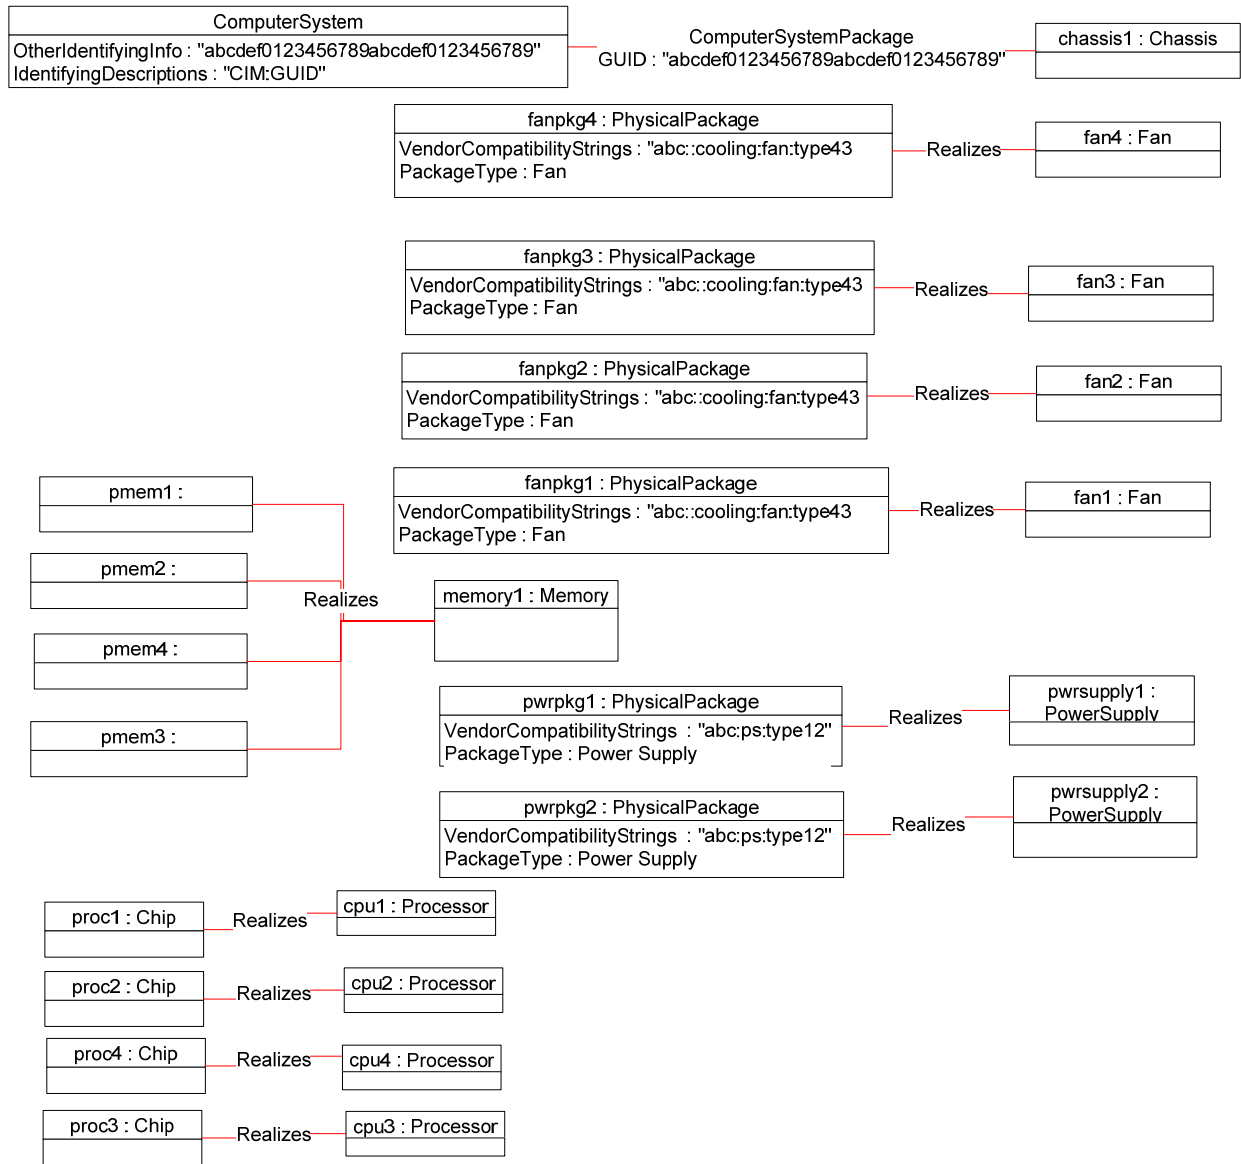 ComputerSystem
OtherIdentifyingInfo : "abcdef0123456789abcdef0123456789"
IdentifyingDescriptions : "CIM:GUID"
ComputerSystemPackage
GUID : "abcdef0123456789abcdef0123456789"
chassis1 : Chassis
fanpkg4 : PhysicalPackage
VendorCompatibilityStrings : "abc::cooling:fan:type43
PackageType : Fan
Realizes
fan4 : Fan
fanpkg3 : PhysicalPackage
VendorCompatibilityStrings : "abc::cooling:fan:type43
PackageType : Fan
Realizes
fan3 : Fan
fanpkg2 : PhysicalPackage
VendorCompatibilityStrings : "abc::cooling:fan:type43
PackageType : Fan
Realizes
fan2 : Fan
fanpkg1 : PhysicalPackage
VendorCompatibilityStrings : "abc::cooling:fan:type43
PackageType : Fan
Realizes
fan1 : Fan
pmem1 :
pmem2 :
pmem4 :
pmem3 :
Realizes
memory1 : Memory
pwrpkg1 : PhysicalPackage
VendorCompatibilityStrings : "abc:ps:type12"
PackageType : Power Supply
Realizes
pwrsupply1 :
PowerSupply
pwrpkg2 : PhysicalPackage
VendorCompatibilityStrings : "abc:ps:type12"
PackageType : Power Supply
Realizes
pwrsupply2 :
PowerSupply
proc1 : Chip
Realizes
cpu1 : Processor
proc2 : Chip
Realizes
cpu2 : Processor
proc4 : Chip
Realizes
cpu4 : Processor
proc3 : Chip
Realizes
cpu3 : Processor